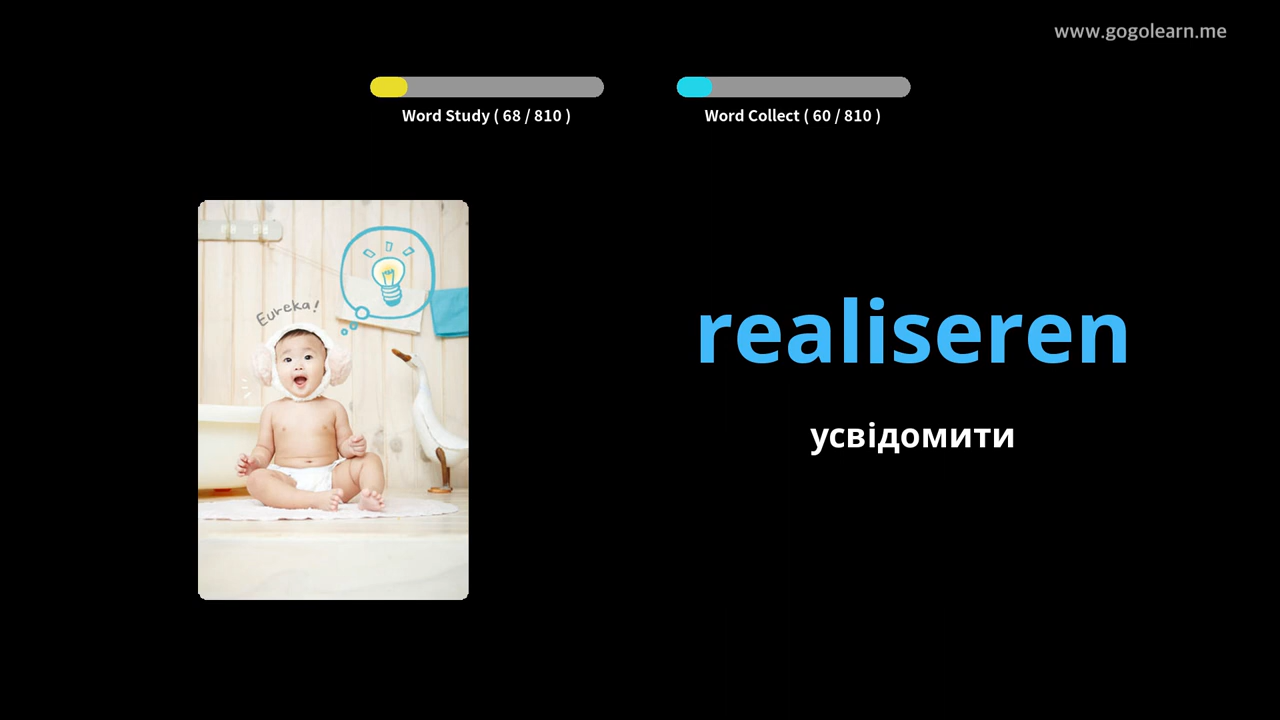 www.gogolearn.me
Word Study ( 68 / 810 )
Word Collect ( 60 / 810 )
Eureka!
realiseren
усвідомити